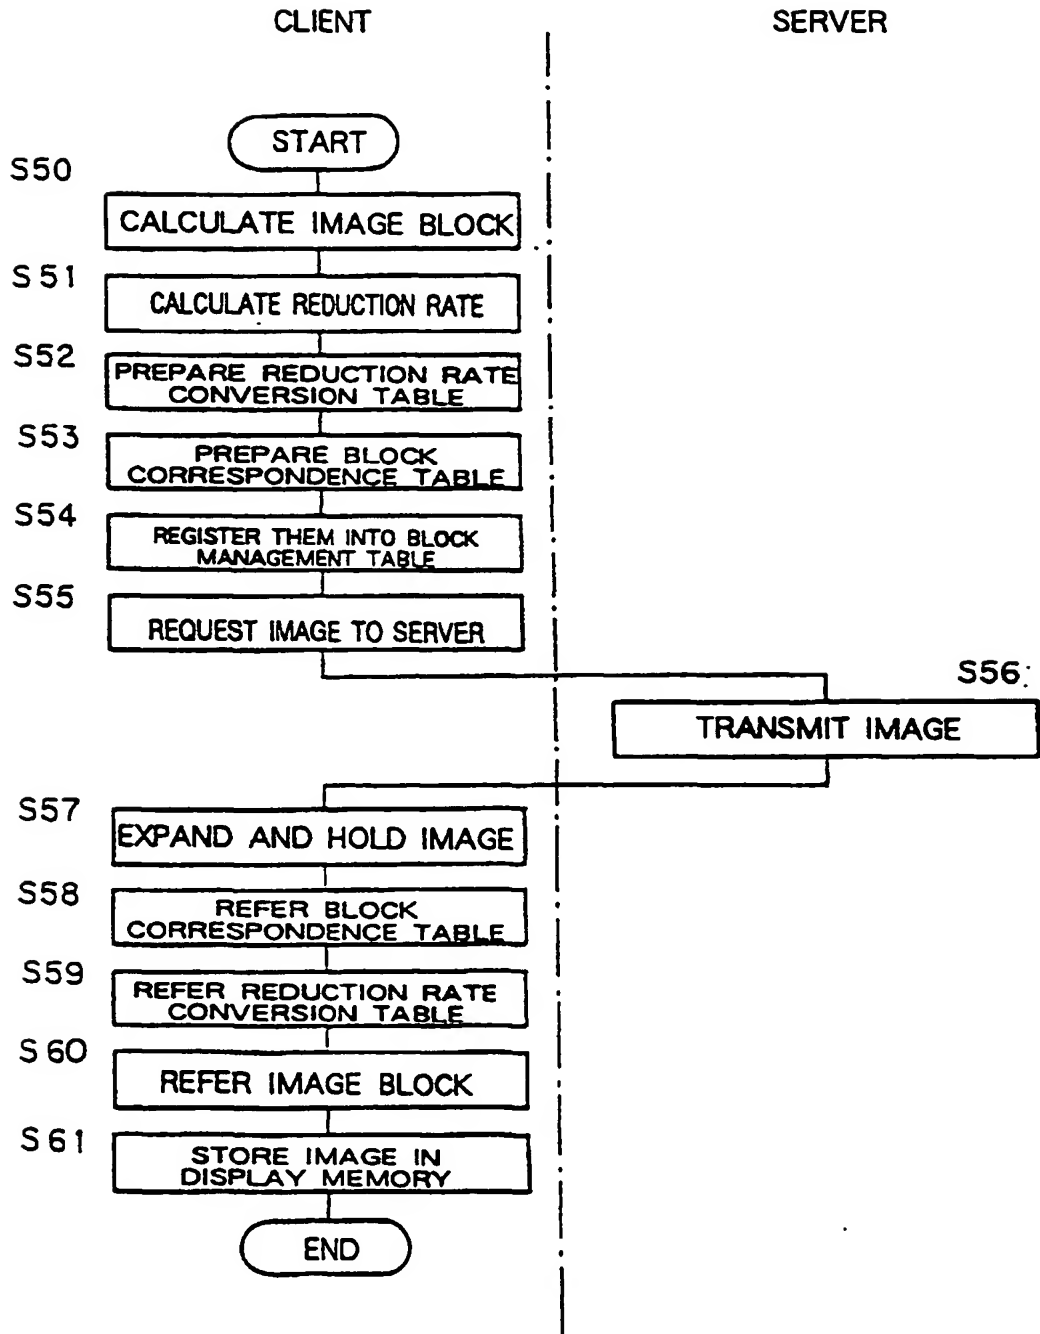 CLIENT
SERVER
START
S50
CALCULATE IMAGE BLOCK
S51
CALCULATE REDUCTION RATE
S52
PREPARE REDUCTION RATE
CONVERSION TABLE
S53
PREPARE BLOCK
CORRESPONDENCE TABLE
S54
REGISTER THEM INTO BLOCK
MANAGEMENT TABLE
S55
REQUEST IMAGE TO SERVER
S56
TRANSMIT IMAGE
S57
EXPAND AND HOLD IMAGE
S58
REFER BLOCK
CORRESPONDENCE TABLE
S59
REFER REDUCTION RATE
CONVERSION TABLE
S60
REFER IMAGE BLOCK
S61
STORE IMAGE IN
DISPLAY MEMORY
END